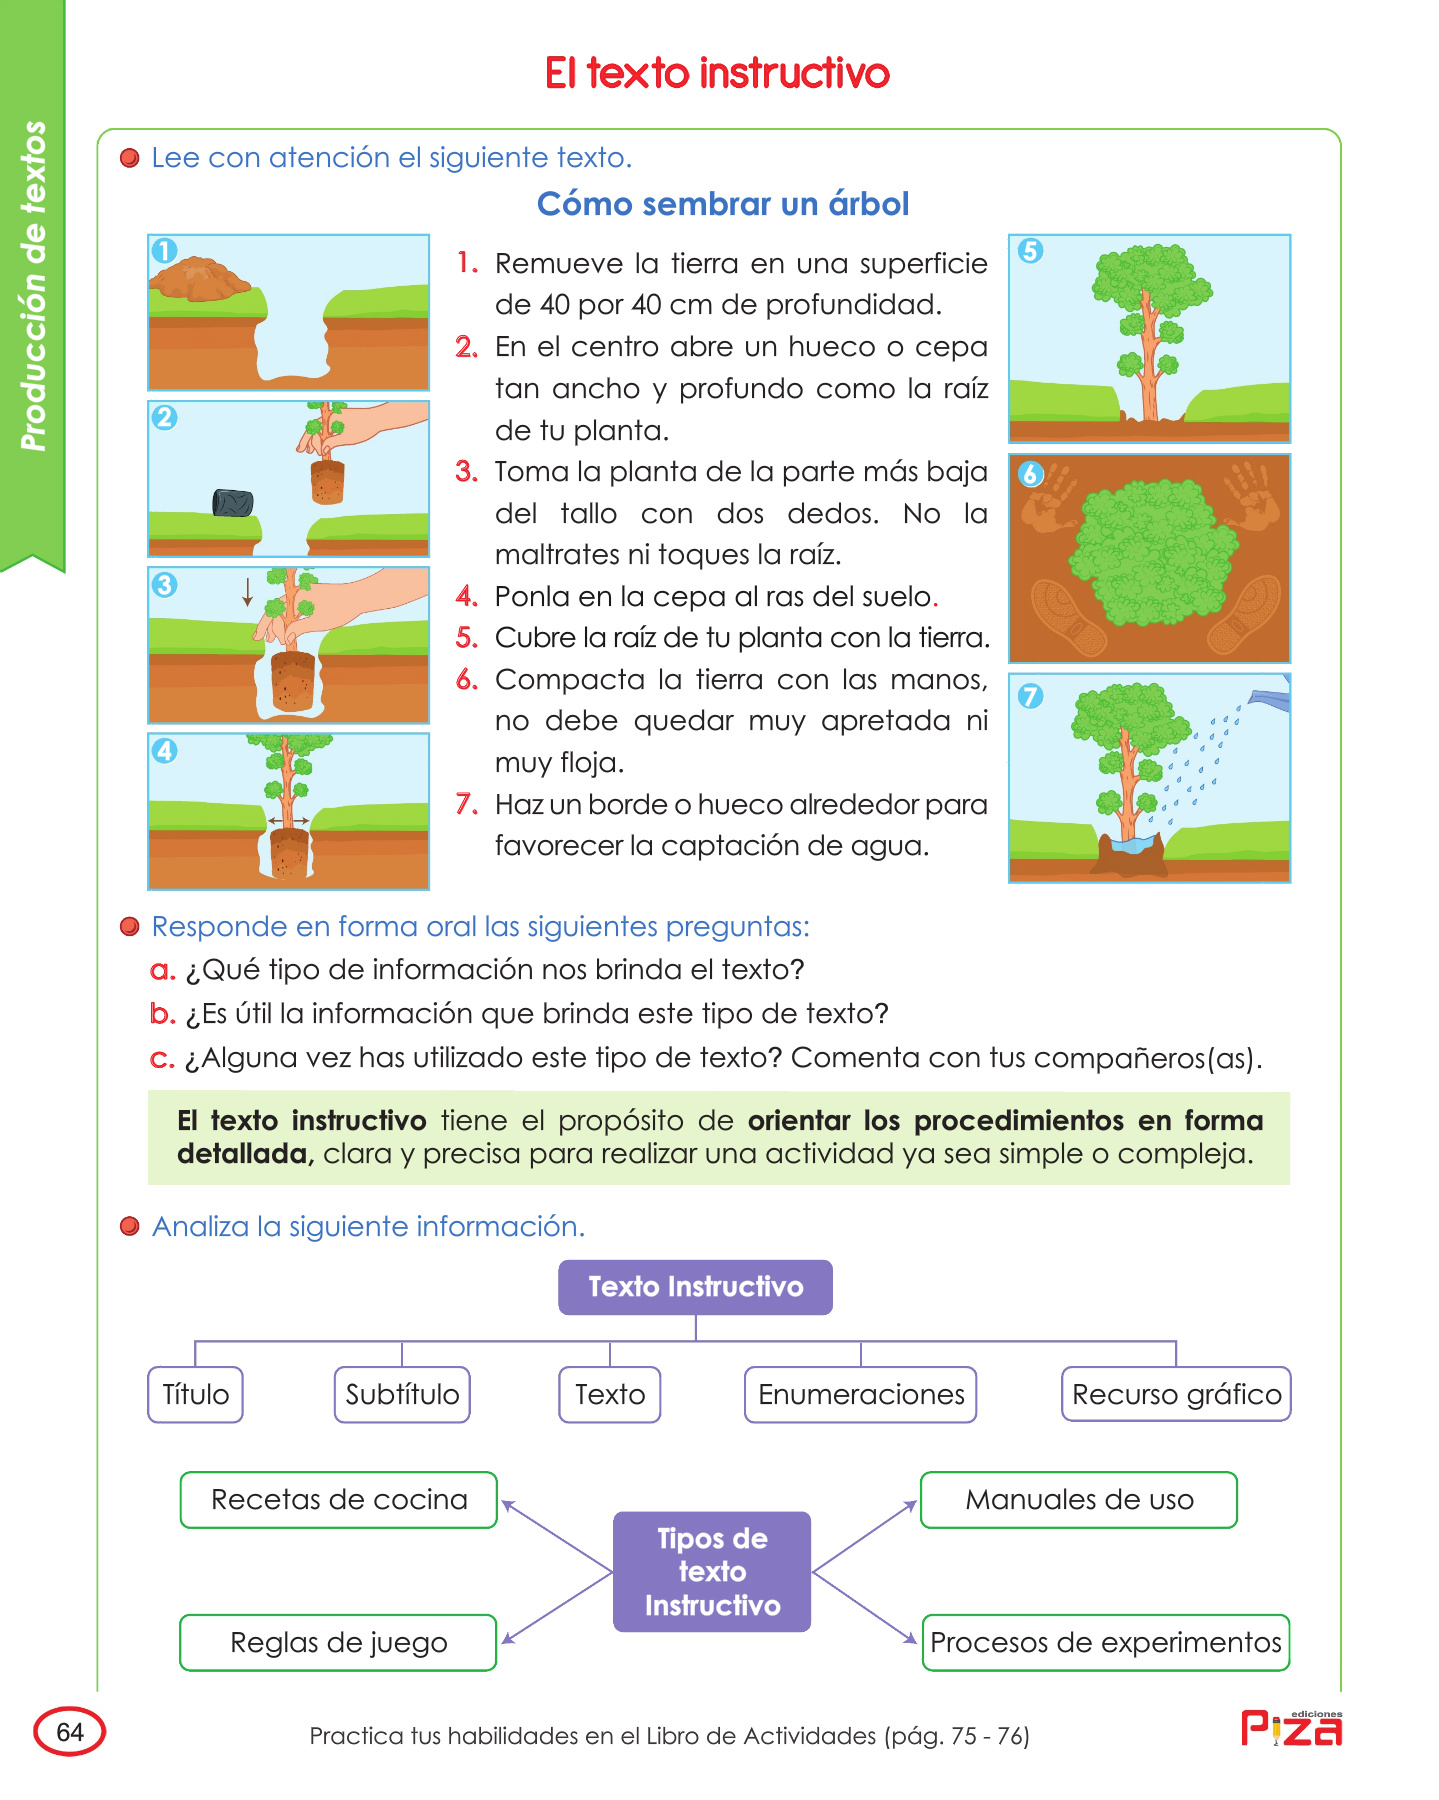 Producción de textos
El texto instructivo
Lee con atención el siguiente texto.
Cómo sembrar un árbol
1
2
3
4
1. Remueve la tierra en una superficie
de 40 por 40 cm de profundidad.
2. En el centro abre un hueco o cepa
tan ancho y profundo como la raíz
de tu planta.
3. Toma la planta de la parte más baja
del tallo con dos dedos. No la
maltrates ni toques la raíz.
4. Ponla en la cepa al ras del suelo.
5. Cubre la raíz de tu planta con la tierra.
6. Compacta la tierra con las manos,
no debe quedar muy apretada ni
muy floja.
7. Haz un borde o hueco alrededor para
favorecer la captación de agua.
5
6
7
Responde en forma oral las siguientes preguntas:
a. ¿Qué tipo de información nos brinda el texto?
b. ¿Es útil la información que brinda este tipo de texto?
c. ¿Alguna vez has utilizado este tipo de texto? Comenta con tus compañeros(as).
El texto instructivo tiene el propósito de orientar los procedimientos en forma
detallada, clara y precisa para realizar una actividad ya sea simple o compleja.
Analiza la siguiente información.
Texto Instructivo
Título
Subtítulo
Texto
Enumeraciones
Recurso gráfico
Recetas de cocina
Manuales de uso
Tipos de
texto
Instructivo
Reglas de juego
Procesos de experimentos
64
Practica tus habilidades en el Libro de Actividades (pág. 75 - 76)
ediciones
Piza